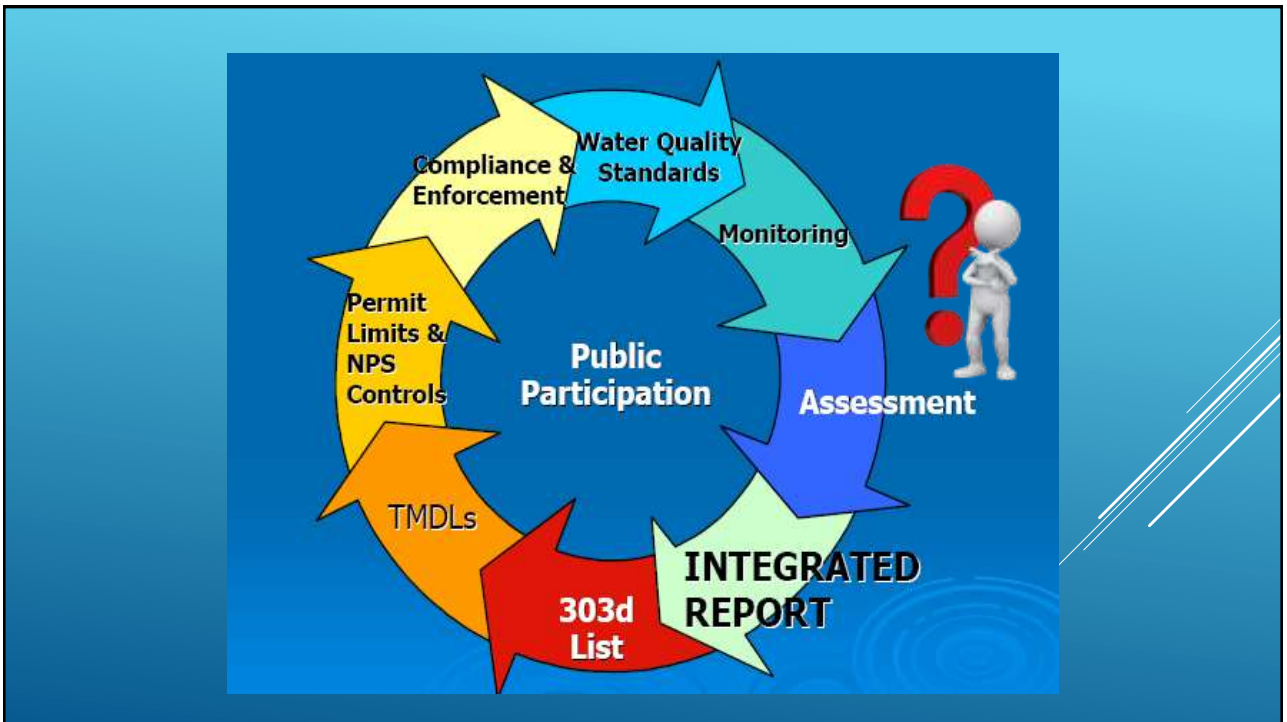 Water Quality
Standards
Monitoring
Assessment
INTEGRATED
REPORT
303d
List
TMDLs
Permit
Limits &
NPS
Controls
Compliance &
Enforcement
Public
Participation
?